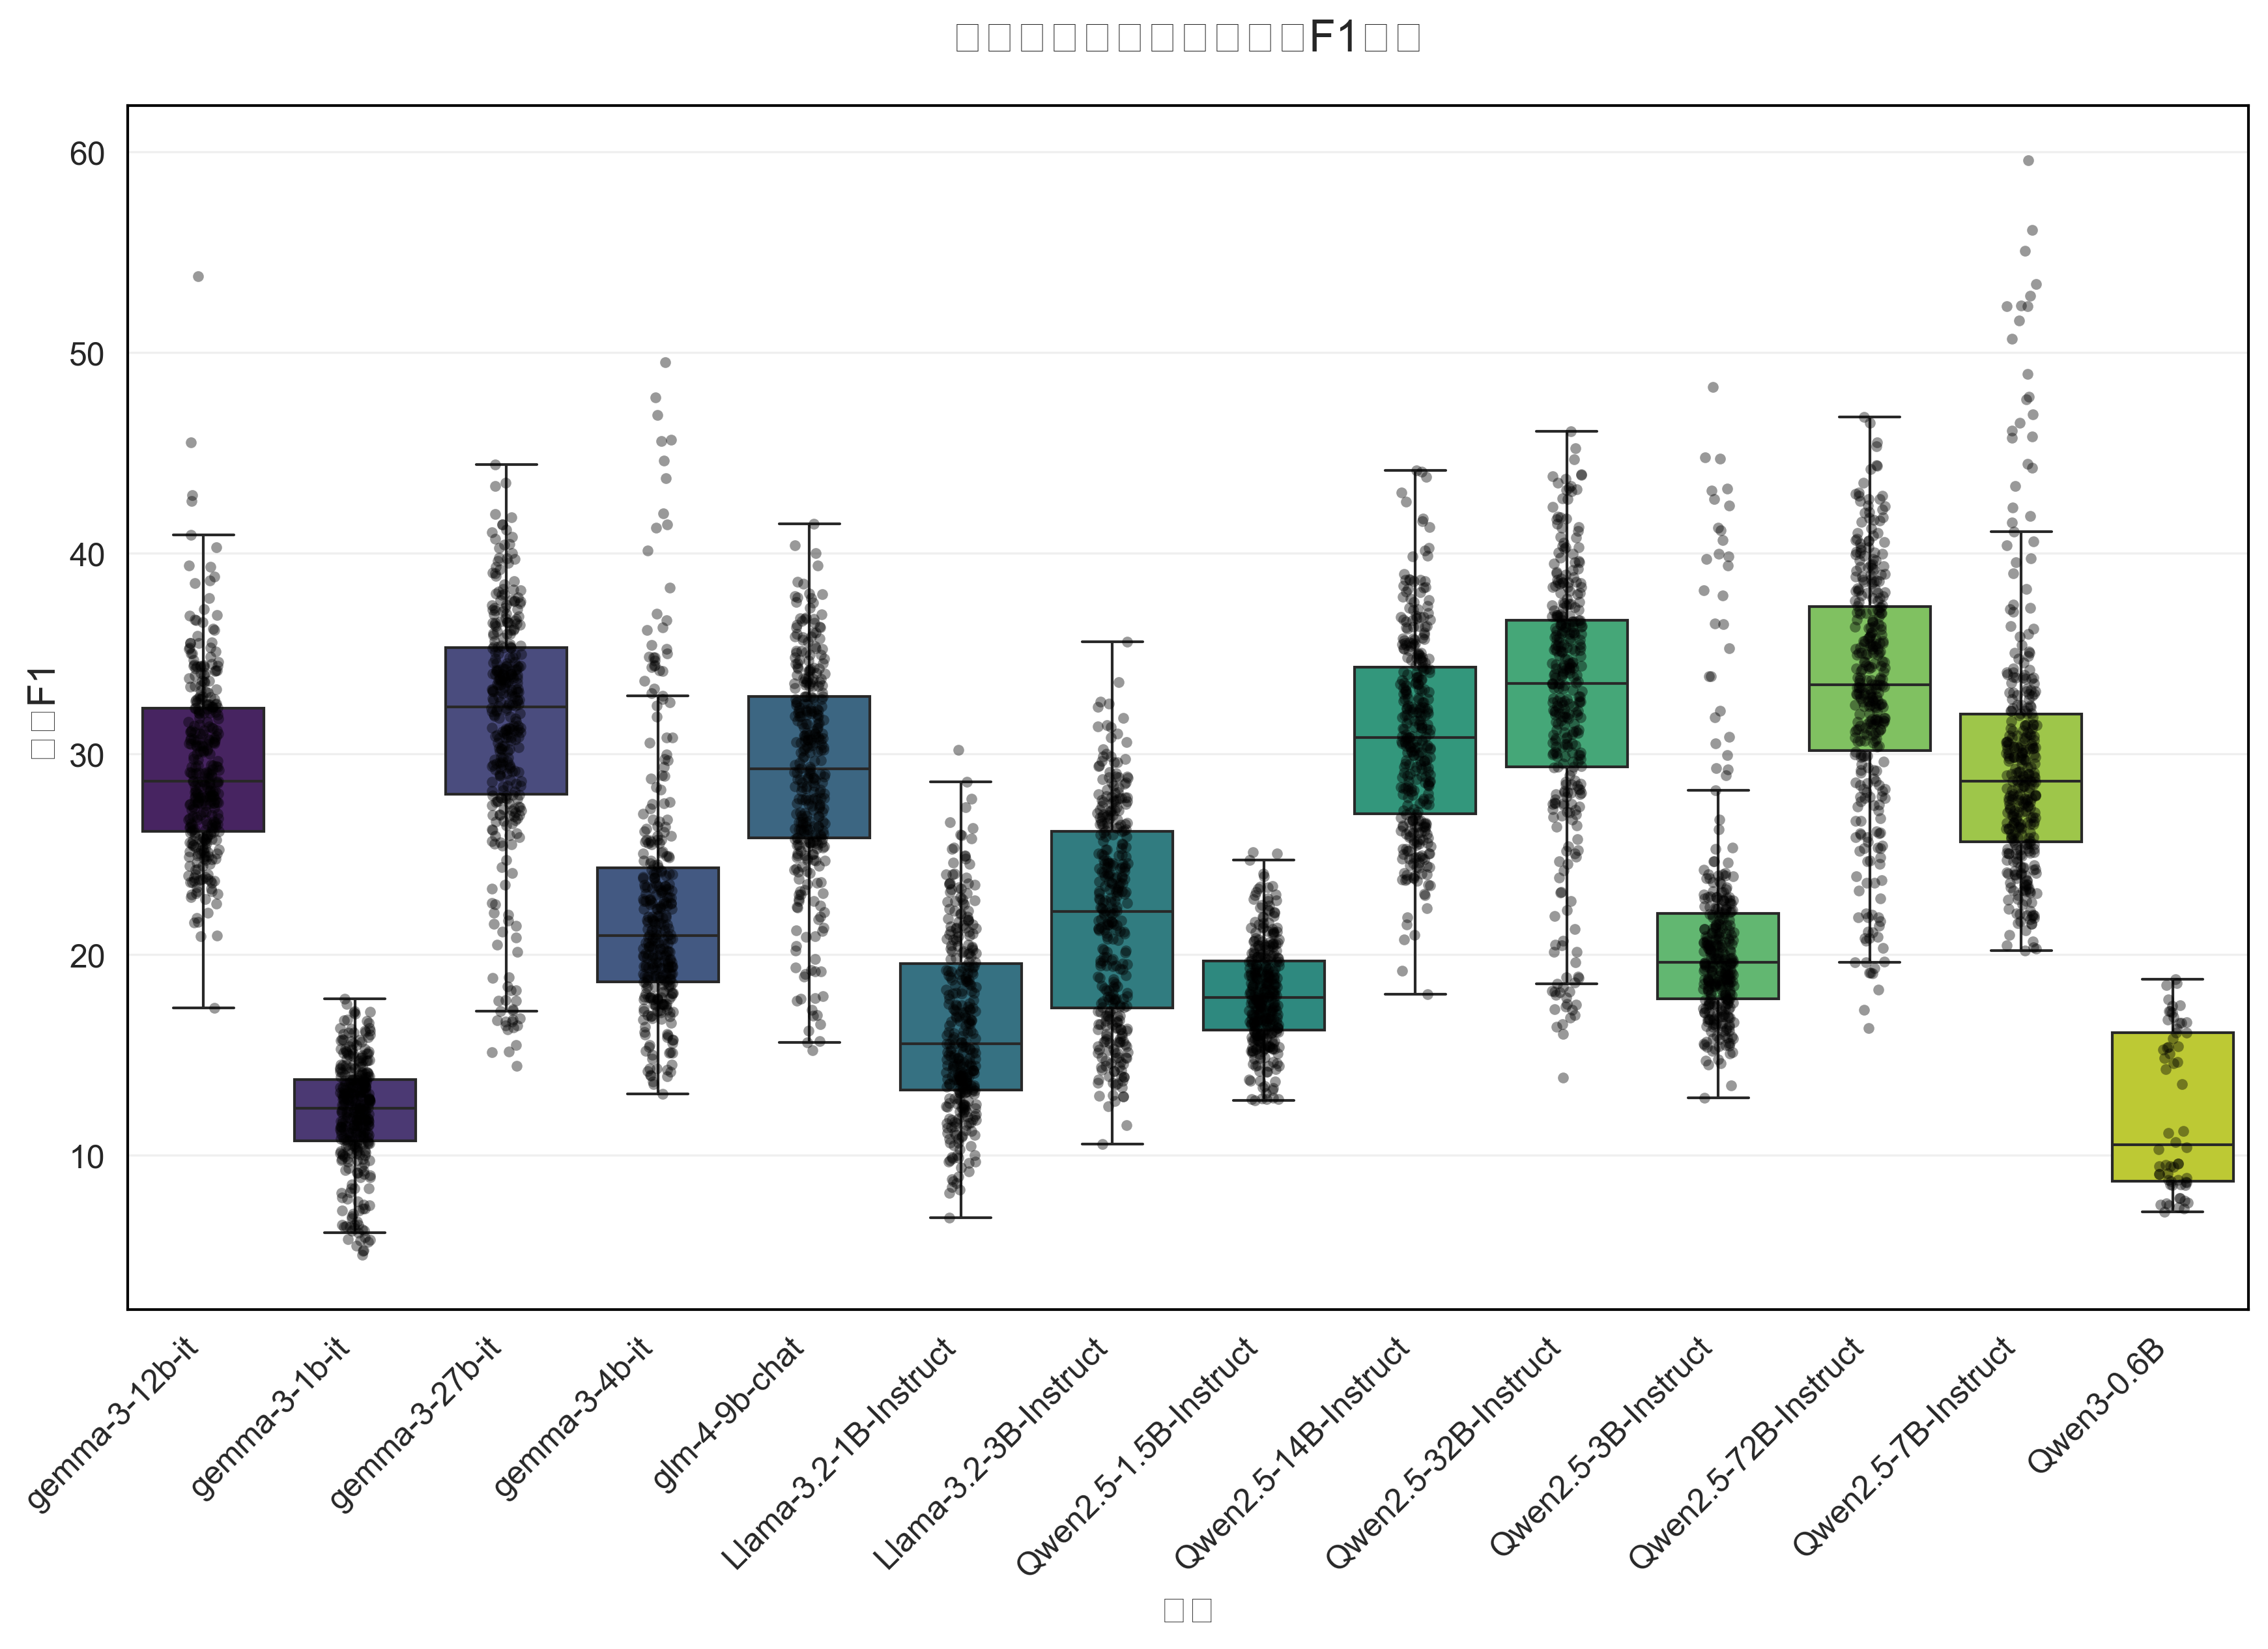 F1
60
50
40
30
20
10
F1
gemma-3-12b-it
gemma-3-1b-it
gemma-3-27b-it
gemma-3-4b-it
glm-4-9b-chat
Llama-3.2-1B-Instruct
Llama-3.2-3B-Instruct
Qwen2.5-1.5B-Instruct
Qwen2.5-14B-Instruct
Qwen2.5-32B-Instruct
Qwen2.5-3B-Instruct
Qwen2.5-72B-Instruct
Qwen2.5-7B-Instruct
Qwen3-0.6B